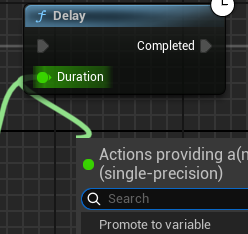 Delay
Completed
Duration
Actions providing a(n
(single-precision)
Search
Promote to variable